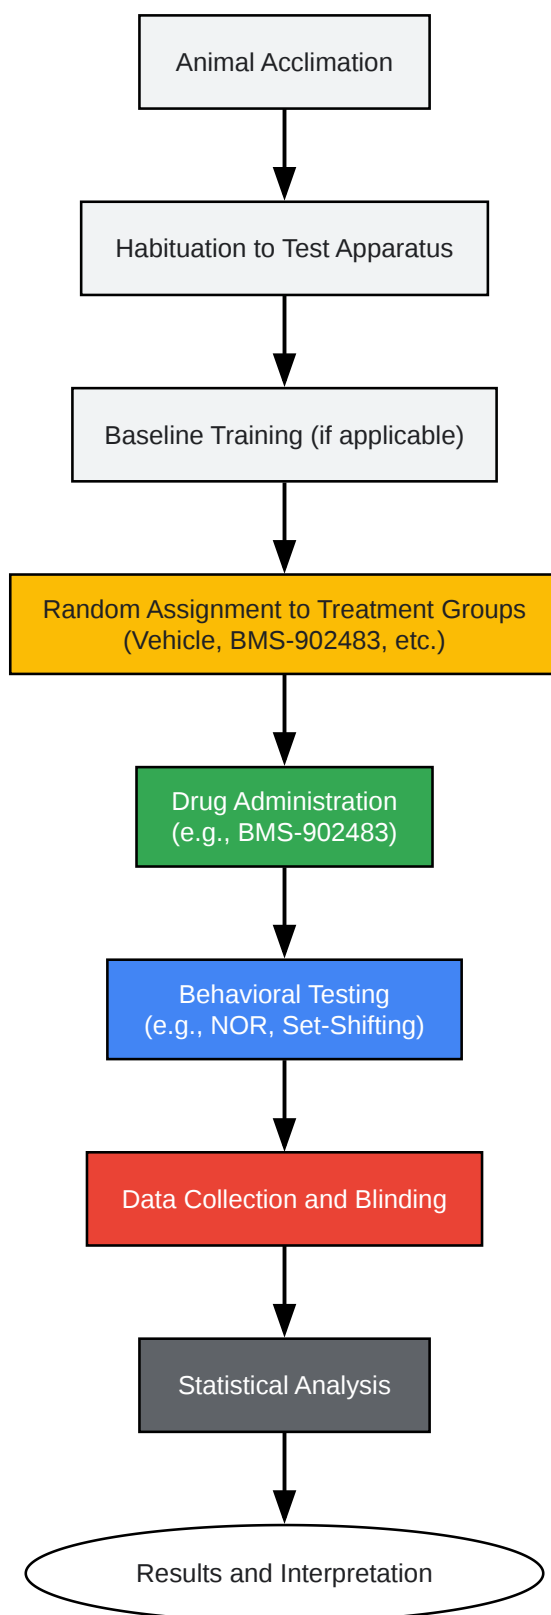 Animal Acclimation
Habituation to Test Apparatus
Baseline Training (if applicable)
Random Assignment to Treatment Groups
(Vehicle, BMS-902483, etc.)
Drug Administration
(e.g., BMS-902483)
Behavioral Testing
(e.g., NOR, Set-Shifting)
Data Collection and Blinding
Statistical Analysis
Results and Interpretation